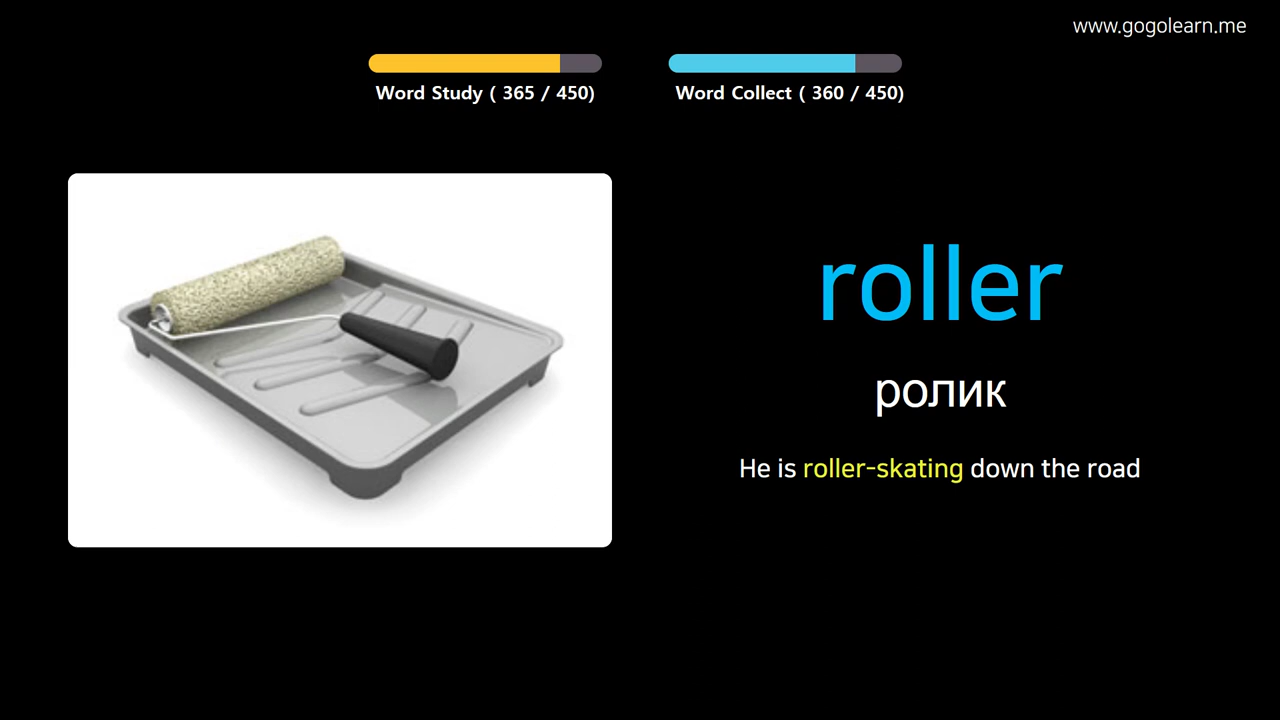 www.gogolearn.me
Word Study ( 365 / 450)
Word Collect ( 360 / 450)
roller
ролик
He is roller-skating down the road